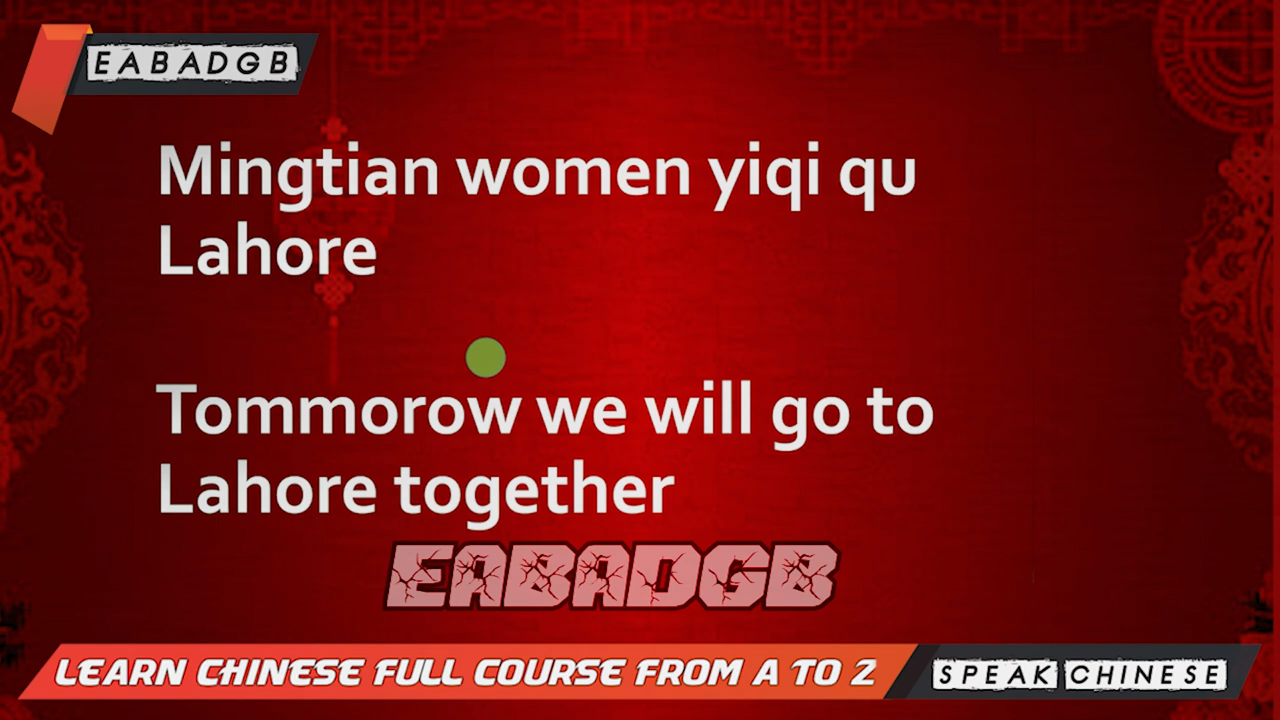 EABADGB
Mingtian women yiqi qu
Lahore
Tommorow we will go to
Lahore together
EABADGB
LEARN CHINESE FULL COURSE FROM A TO Z
SPEAK CHINESE